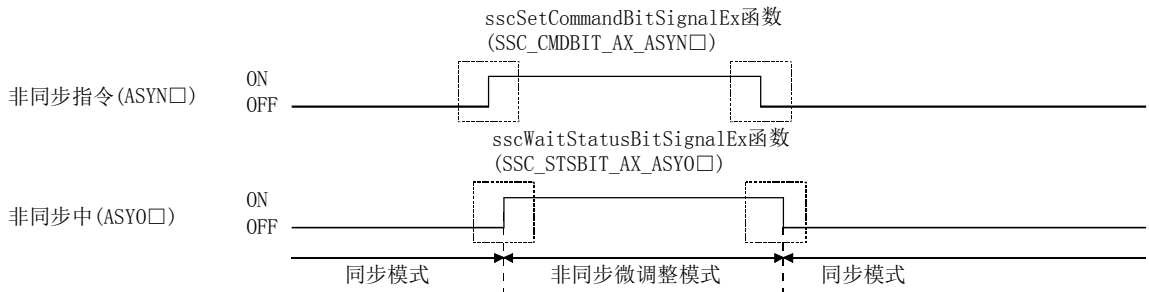 sscSetCommandBitSignalEx函数
(SSC_CMDBIT_AX_ASYN□)
非同步指令(ASYN□)
ON
OFF
sscWaitStatusBitSignalEx函数
(SSC_STSBIT_AX_ASYO□)
非同步中(ASYO□)
ON
OFF
同步模式 非同步微调整模式 同步模式